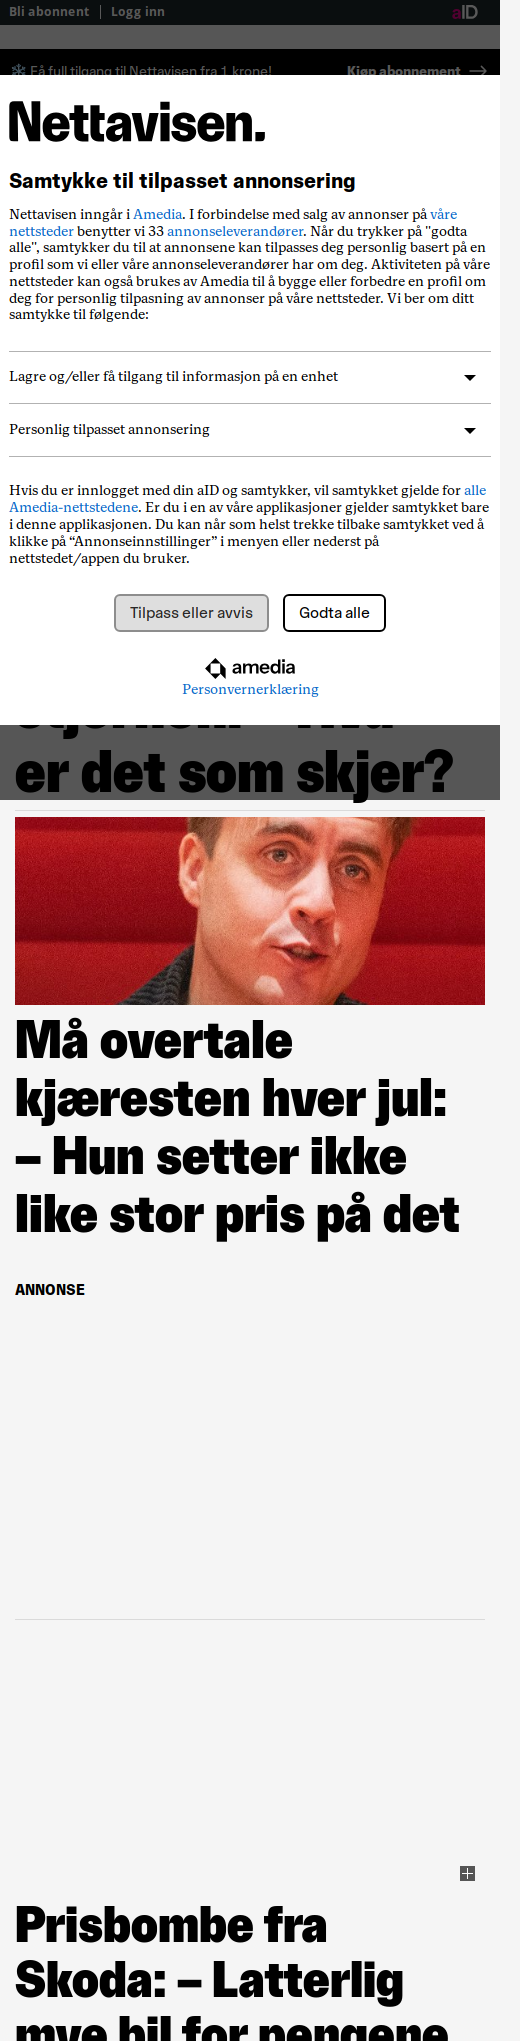 Bli abonnent
Logg inn
aID
Få full tilgang til Nettavisen fra 1 krone!
Kjøp abonnement
Nettavisen.
Samtykke til tilpasset annonsering
Nettavisen inngår i Amedia. I forbindelse med salg av annonser på våre
nettsteder benytter vi 33 annonseleverandører. Når du trykker på "godta
alle", samtykker du til at annonsene kan tilpasses deg personlig basert på en
profil som vi eller våre annonseleverandører har om deg. Aktiviteten på våre
nettsteder kan også brukes av Amedia til å bygge eller forbedre en profil om
deg for personlig tilpasning av annonser på våre nettsteder. Vi ber om ditt
samtykke til følgende:
Lagre og/eller få tilgang til informasjon på en enhet
Personlig tilpasset annonsering
Hvis du er innlogget med din aID og samtykker, vil samtykket gjelde for alle
Amedia-nettstedene. Er du i en av våre applikasjoner gjelder samtykket bare
i denne applikasjonen. Du kan når som helst trekke tilbake samtykket ved å
klikke på “Annonseinnstillinger” i menyen eller nederst på
nettstedet/appen du bruker.
Tilpass eller avvis
Godta alle
amedia
Personvernerklæring
er det som skjer?
Må overtale
kjæresten hver jul:
– Hun setter ikke
like stor pris på det
ANNONSE
Prisbombe fra
Skoda: – Latterlig
mye bil for pengene